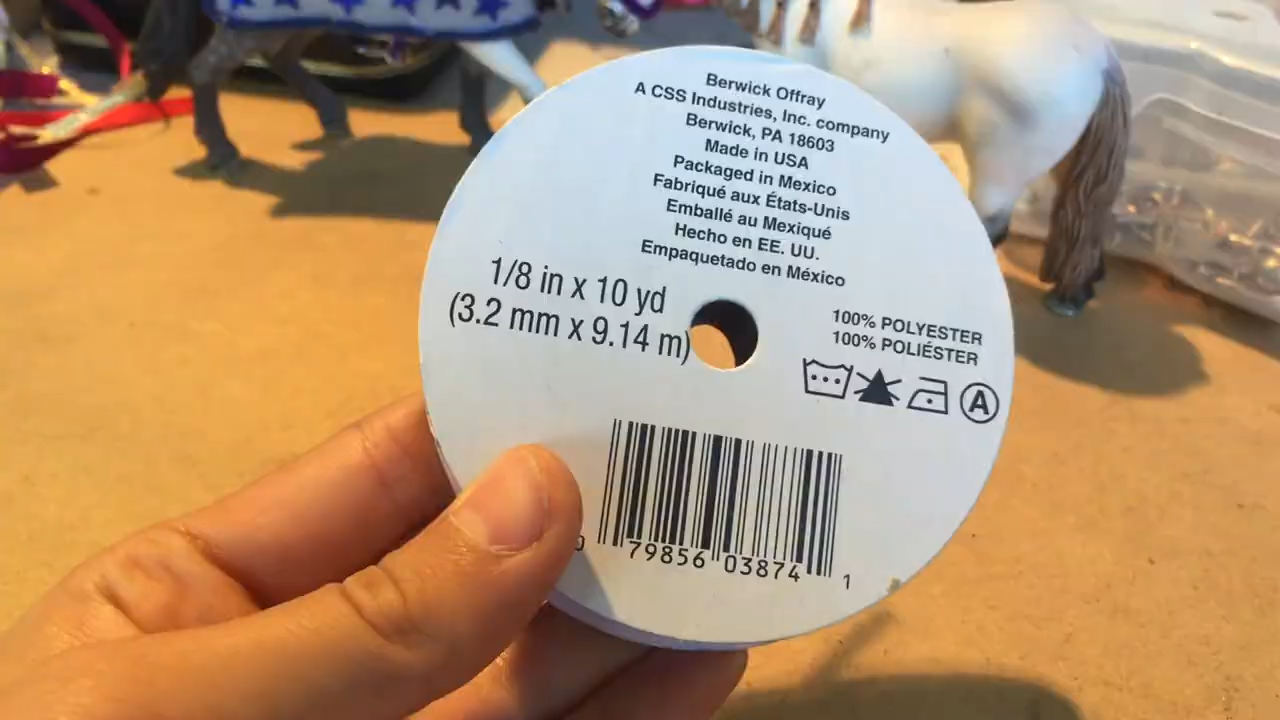 Berwick Offray
A CSS Industries, Inc. company
Berwick, PA 18603
Made in USA
Packaged in Mexico
Fabriqué aux États-Unis
Emballé au Mexiqué
Hecho en EE. UU.
Empaquetado en México
1/8 in x 10 yd
(3.2 mm x 9.14 m)
100% POLYESTER
100% POLIÉSTER
A
0 79856 03874 1